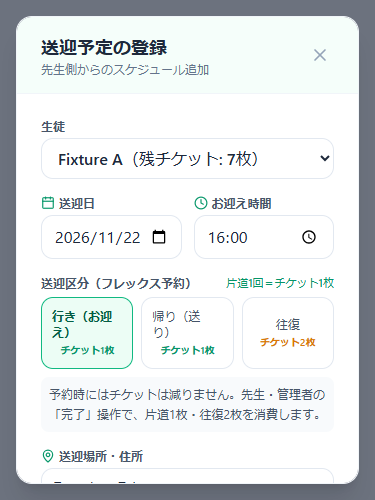 送迎予定の登録
先生側からのスケジュール追加
生徒
Fixture A（残チケット: 7枚）
送迎日
お迎え時間
2026/11/22
16:00
送迎区分（フレックス予約）
片道1回＝チケット1枚
行き（お迎
え）
チケット1枚
帰り（送
り）
チケット1枚
往復
チケット2枚
予約時にはチケットは減りません。先生・管理者の
「完了」操作で、片道1枚・往復2枚を消費します。
送迎場所・住所